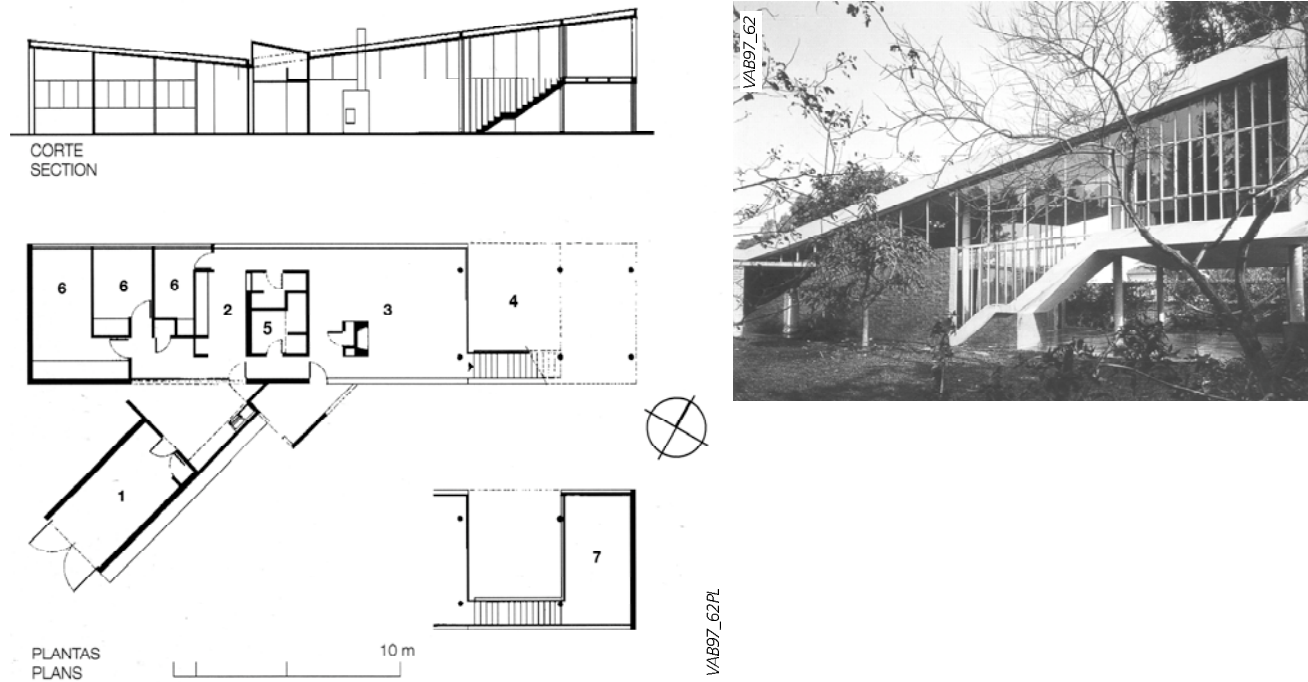 CORTE
SECTION
6
6
6
2
5
3
4
1
7
PLANTAS
PLANS
10 m
VAB97_62PL
VAB97_62